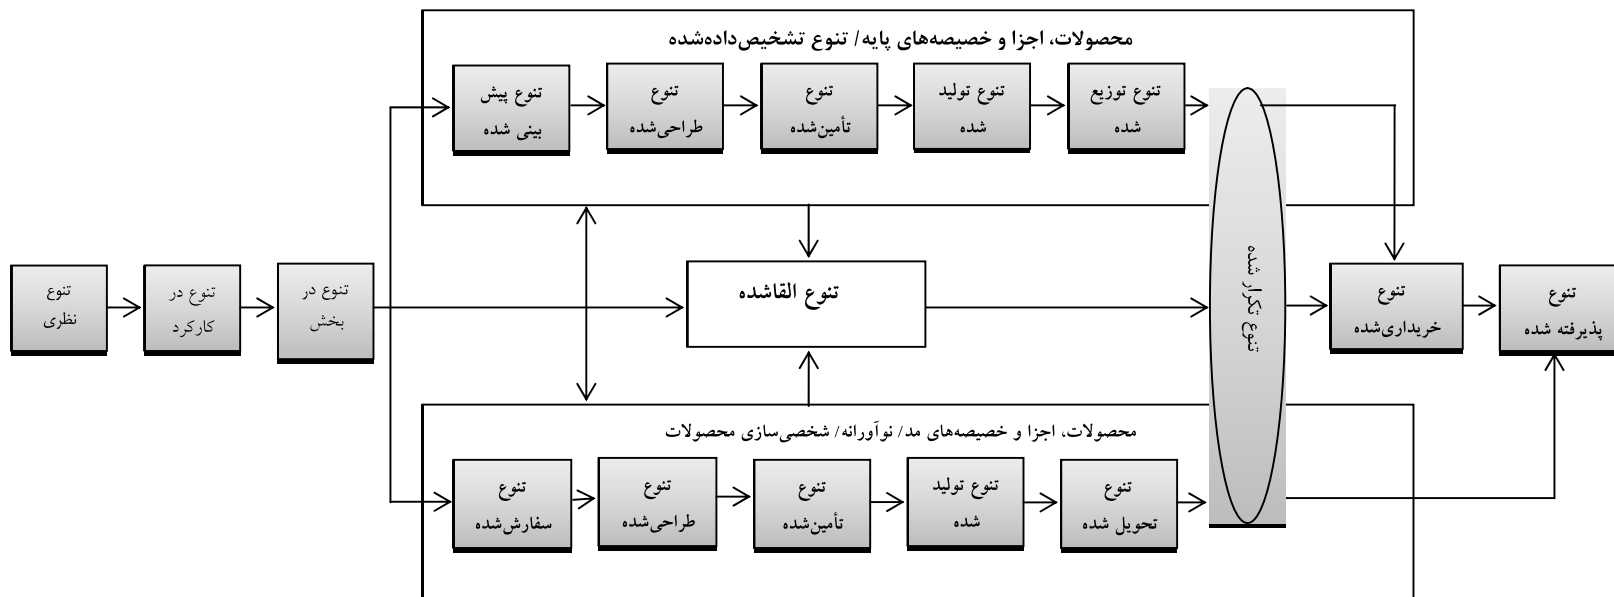 محصولات، اجزا و خصیصه‌های پایه/ تنوع تشخیص‌داده‌شده
تنوع پیش
بینی شده
تنوع
طراحی‌شده
تنوع
تأمین‌شده
تنوع تولید
شده
تنوع توزیع
شده
تنوع
نظری
تنوع در
کارکرد
تنوع در
بخش
تنوع القاشده
تنوع تکرار شده
تنوع
خریداری‌شده
تنوع
پذیرفته شده
محصولات، اجزا و خصیصه‌های مد/ نوآورانه/ شخصی‌سازی محصولات
تنوع
سفارش‌شده
تنوع
طراحی‌شده
تنوع
تأمین‌شده
تنوع تولید
شده
تنوع
تحویل شده